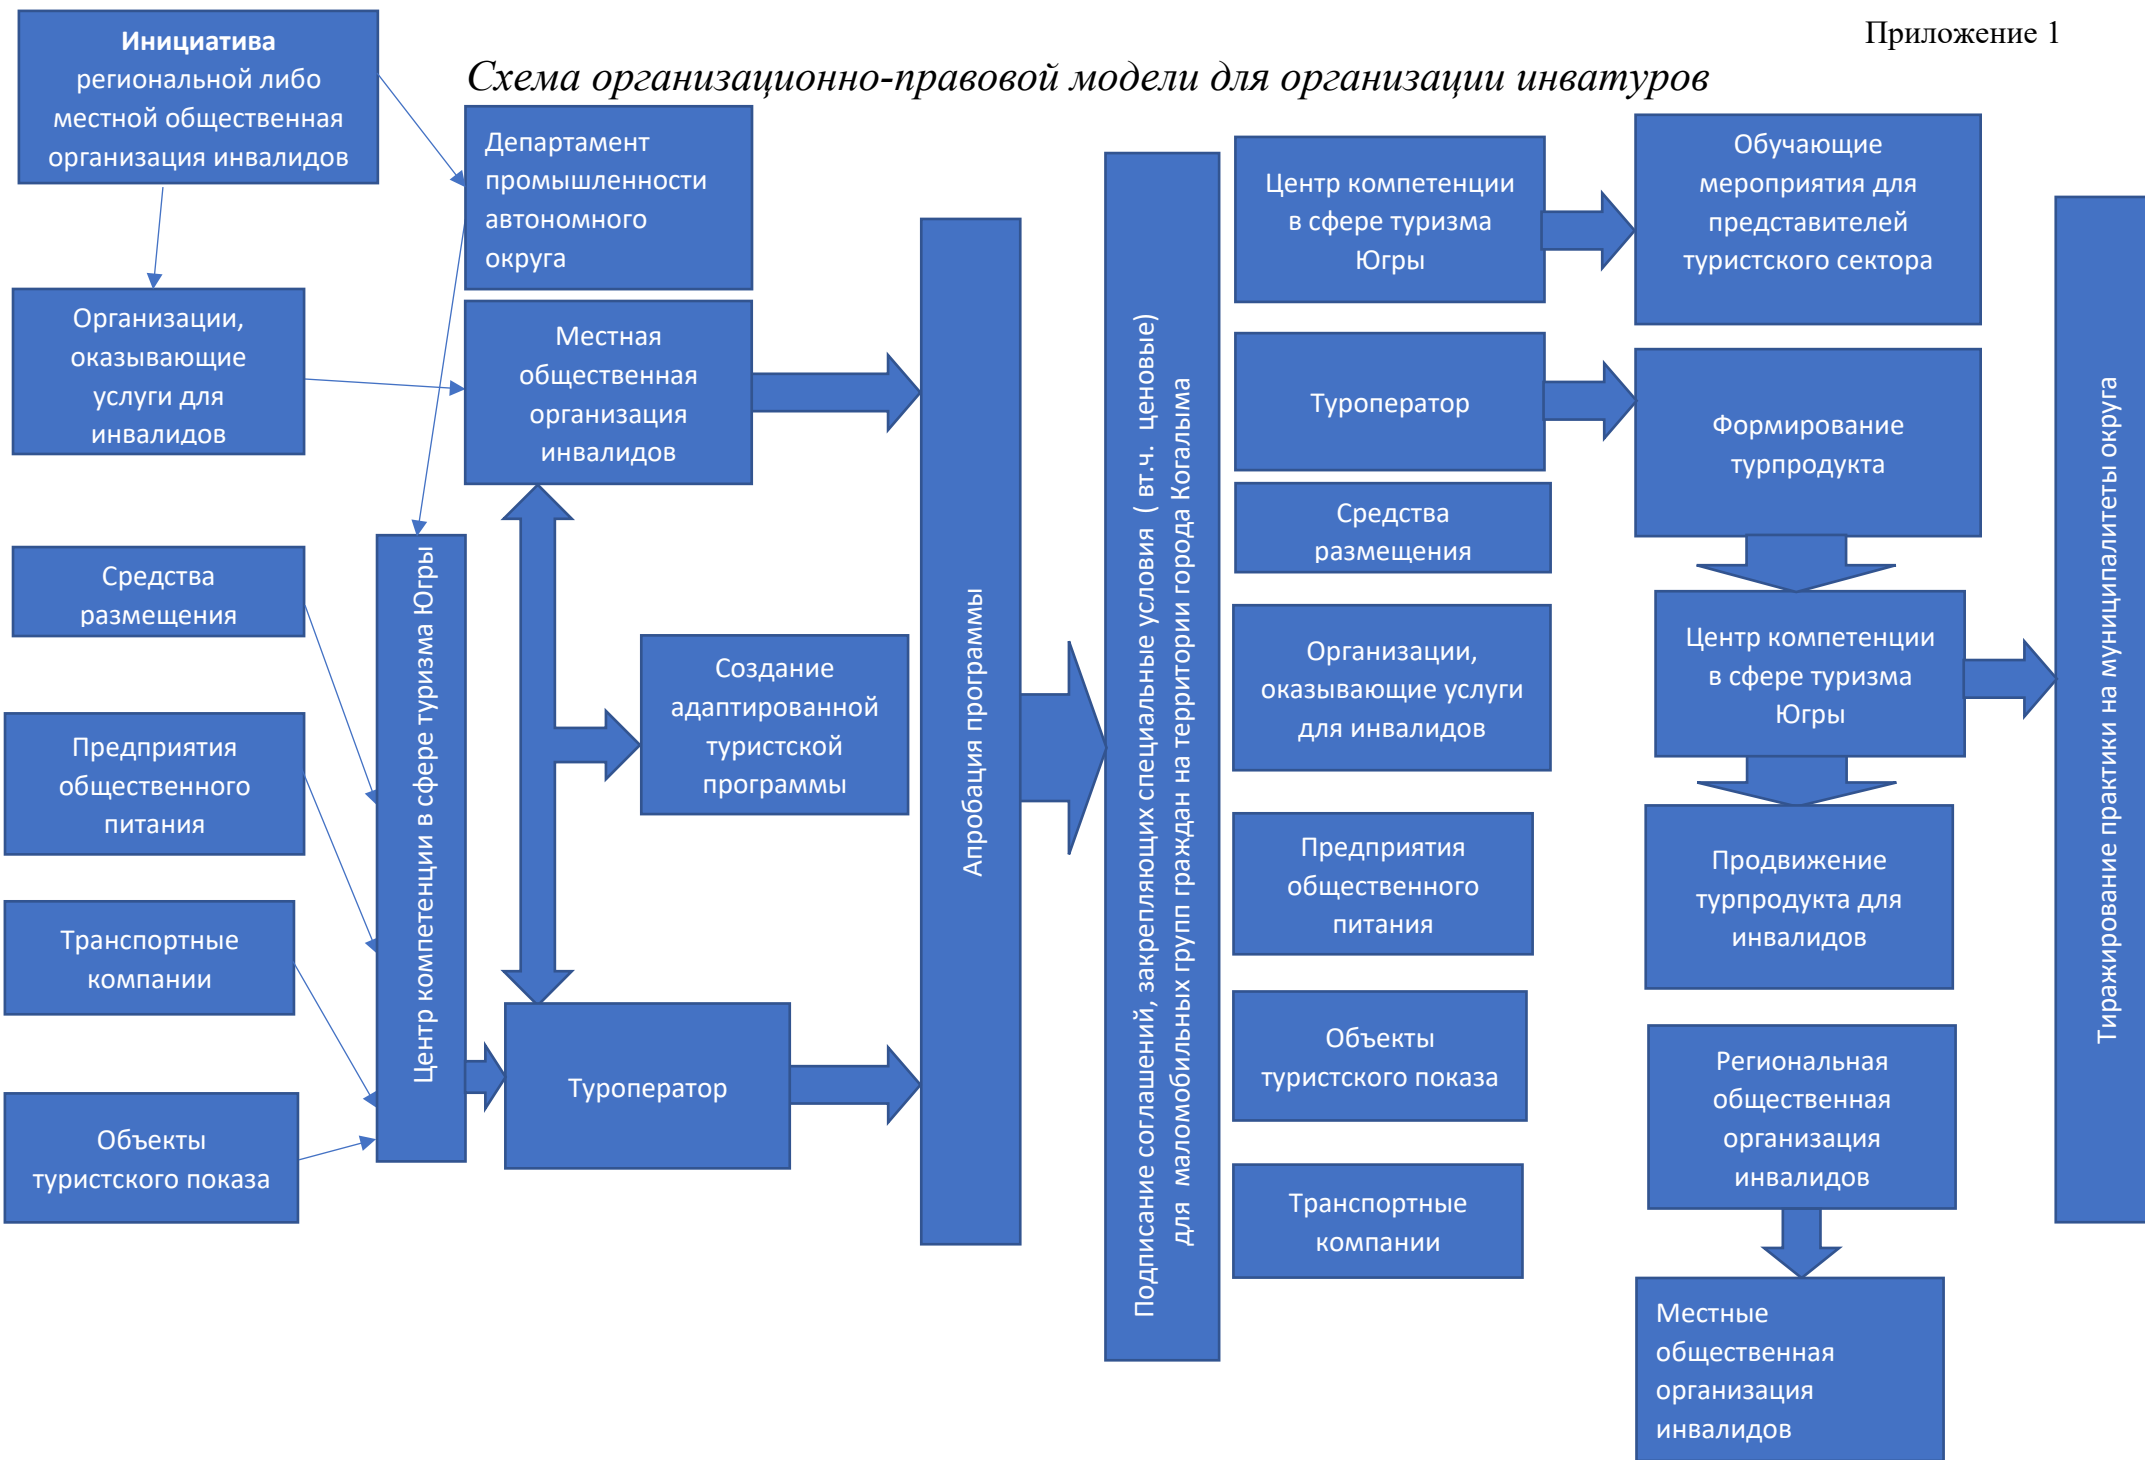 Приложение 1
Схема организационно-правовой модели для организации инватуров
Инициатива
региональной либо
местной общественная
организация инвалидов
Организации,
оказывающие
услуги для
инвалидов
Средства
размещения
Предприятия
общественного
питания
Транспортные
компании
Объекты
туристского показа
Центр компетенции в сфере туризма Югры
Департамент
промышленности
автономного
округа
Местная
общественная
организация
инвалидов
Создание
адаптированной
туристской
программы
Туроператор
Апробация программы
Подписание соглашений, закрепляющих специальные условия ( вт.ч. ценовые)
для маломобильных групп граждан на территории города Когалыма
Центр компетенции
в сфере туризма
Югры
Туроператор
Средства
размещения
Организации,
оказывающие услуги
для инвалидов
Предприятия
общественного
питания
Объекты
туристского показа
Транспортные
компании
Обучающие
мероприятия для
представителей
туристского сектора
Формирование
турпродукта
Центр компетенции
в сфере туризма
Югры
Продвижение
турпродукта для
инвалидов
Региональная
общественная
организация
инвалидов
Местные
общественная
организация
инвалидов
Тиражирование практики на муниципалитеты округа